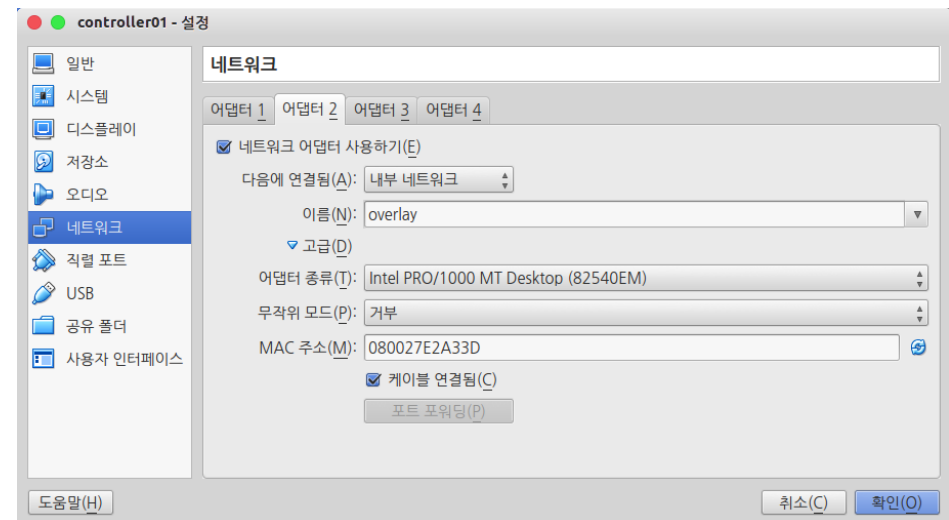 controller01 - 설정
일반
시스템
디스플레이
저장소
오디오
네트워크
직렬 포트
USB
공유 폴더
사용자 인터페이스
네트워크
어댑터 1 어댑터 2 어댑터 3 어댑터 4
네트워크 어댑터 사용하기(E)
다음에 연결됨(A): 내부 네트워크
이름(N): overlay
고급(D)
어댑터 종류(T): Intel PRO/1000 MT Desktop (82540EM)
무작위 모드(P): 거부
MAC 주소(M): 080027E2A33D
케이블 연결됨(C)
포트 포워딩(P)
도움말(H) 취소(C) 확인(O)